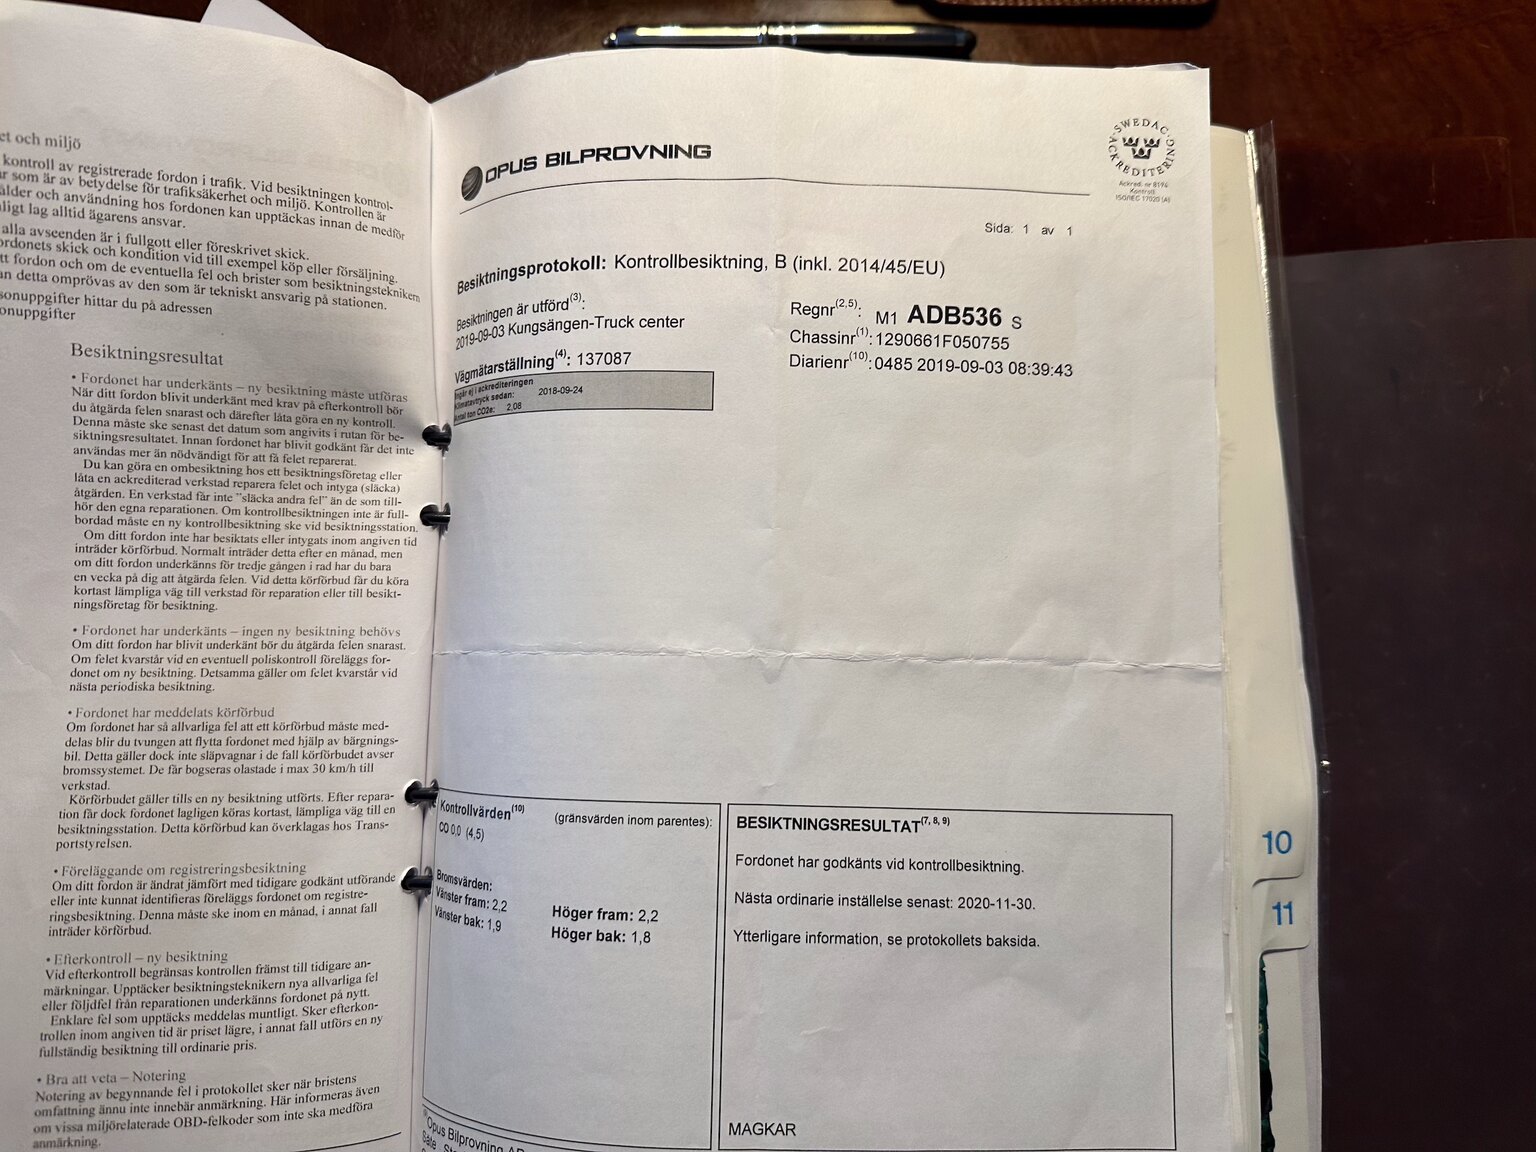 et och miljö
kontroll av registrerade fordon i trafik. Vid besiktningen kontrol-
r som är av betydelse för trafiksäkerhet och miljö. Kontrollen är
ålder och användning hos fordonen kan upptäckas innan de medför
ligt lag alltid ägarens ansvar.
alla avseenden är i fullgott eller föreskrivet skick.
ordonets skick och kondition vid till exempel köp eller försäljning.
tt fordon och om de eventuella fel och brister som besiktningsteknikern
an detta omprövas av den som är tekniskt ansvarig på stationen.
sonuppgifter hittar du på adressen
onuppgifter
Besiktningsresultat
• Fordonet har underkänts – ny besiktning måste utföras
När ditt fordon blivit underkänt med krav på efterkontroll bör
du åtgärda felen snarast och därefter låta göra en ny kontroll.
Denna måste ske senast det datum som angivits i rutan för be-
siktningsresultatet. Innan fordonet har blivit godkänt får det inte
användas mer än nödvändigt för att få felet reparerat.
Du kan göra en ombesiktning hos ett besiktningsföretag eller
låta en ackrediterad verkstad reparera felet och intyga (släcka)
åtgärden. En verkstad får inte ”släcka andra fel” än de som till-
hör den egna reparationen. Om kontrollbesiktningen inte är full-
bordad måste en ny kontrollbesiktning ske vid besiktningsstation.
Om ditt fordon inte har besiktats eller intygats inom angiven tid
inträder körförbud. Normalt inträder detta efter en månad, men
om ditt fordon underkänns för tredje gången i rad har du bara
en vecka på dig att åtgärda felen. Vid detta körförbud får du köra
kortast lämpliga väg till verkstad för reparation eller till besikt-
ningsföretag för besiktning.
• Fordonet har underkänts – ingen ny besiktning behövs
Om ditt fordon har blivit underkänt bör du åtgärda felen snarast.
Om felet kvarstår vid en eventuell poliskontroll föreläggs for-
donet om ny besiktning. Detsamma gäller om felet kvarstår vid
nästa periodiska besiktning.
• Fordonet har meddelats körförbud
Om fordonet har så allvarliga fel att ett körförbud måste med-
delas blir du tvungen att flytta fordonet med hjälp av bärgnings-
bil. Detta gäller dock inte släpvagnar i de fall körförbudet avser
bromssystemet. De får bogseras olastade i max 30 km/h till
verkstad.
Körförbudet gäller tills en ny besiktning utförts. Efter repara-
tion får dock fordonet lagligen köras kortast, lämpliga väg till en
besiktningsstation. Detta körförbud kan överklagas hos Trans-
portstyrelsen.
• Föreläggande om registreringsbesiktning
Om ditt fordon är ändrat jämfört med tidigare godkänt utförande
eller inte kunnat identifieras föreläggs fordonet om registre-
ringsbesiktning. Denna måste ske inom en månad, i annat fall
inträder körförbud.
• Efterkontroll – ny besiktning
Vid efterkontroll begränsas kontrollen främst till tidigare an-
märkningar. Upptäcker besiktningsteknikern nya allvarliga fel
eller följdfel från reparationen underkänns fordonet på nytt.
Enklare fel som upptäcks meddelas muntligt. Sker efterkon-
trollen inom angiven tid är priset lägre, i annat fall utförs en ny
fullständig besiktning till ordinarie pris.
• Bra att veta – Notering
Notering av begynnande fel i protokollet sker när bristens
omfattning ännu inte innebär anmärkning. Här informeras även
om vissa miljörelaterade OBD-felkoder som inte ska medföra
anmärkning.
OPUS BILPROVNING
SWEDAC ACKREDITERING
Ackred. nr 8194
Kontroll
ISO/IEC 17020 (A)
Sida: 1 av 1
Besiktningsprotokoll: Kontrollbesiktning, B (inkl. 2014/45/EU)
Besiktningen är utförd(3):
2019-09-03 Kungsängen-Truck center
Vägmätarställning(4): 137087
Ingår ej i ackrediteringen
Klimatavtryck sedan: 2018-09-24
Antal ton CO2e: 2,08
Regnr(2,5): M1 ADB536 S
Chassinr(1): 1290661F050755
Diarienr(10): 0485 2019-09-03 08:39:43
Kontrollvärden(10) (gränsvärden inom parentes):
CO 0,0 (4,5)
Bromsvärden:
Vänster fram: 2,2 Höger fram: 2,2
Vänster bak: 1,9 Höger bak: 1,8
BESIKTNINGSRESULTAT(7, 8, 9)
Fordonet har godkänts vid kontrollbesiktning.
Nästa ordinarie inställelse senast: 2020-11-30.
Ytterligare information, se protokollets baksida.
MAGKAR
Opus Bilprovning AB
10
11